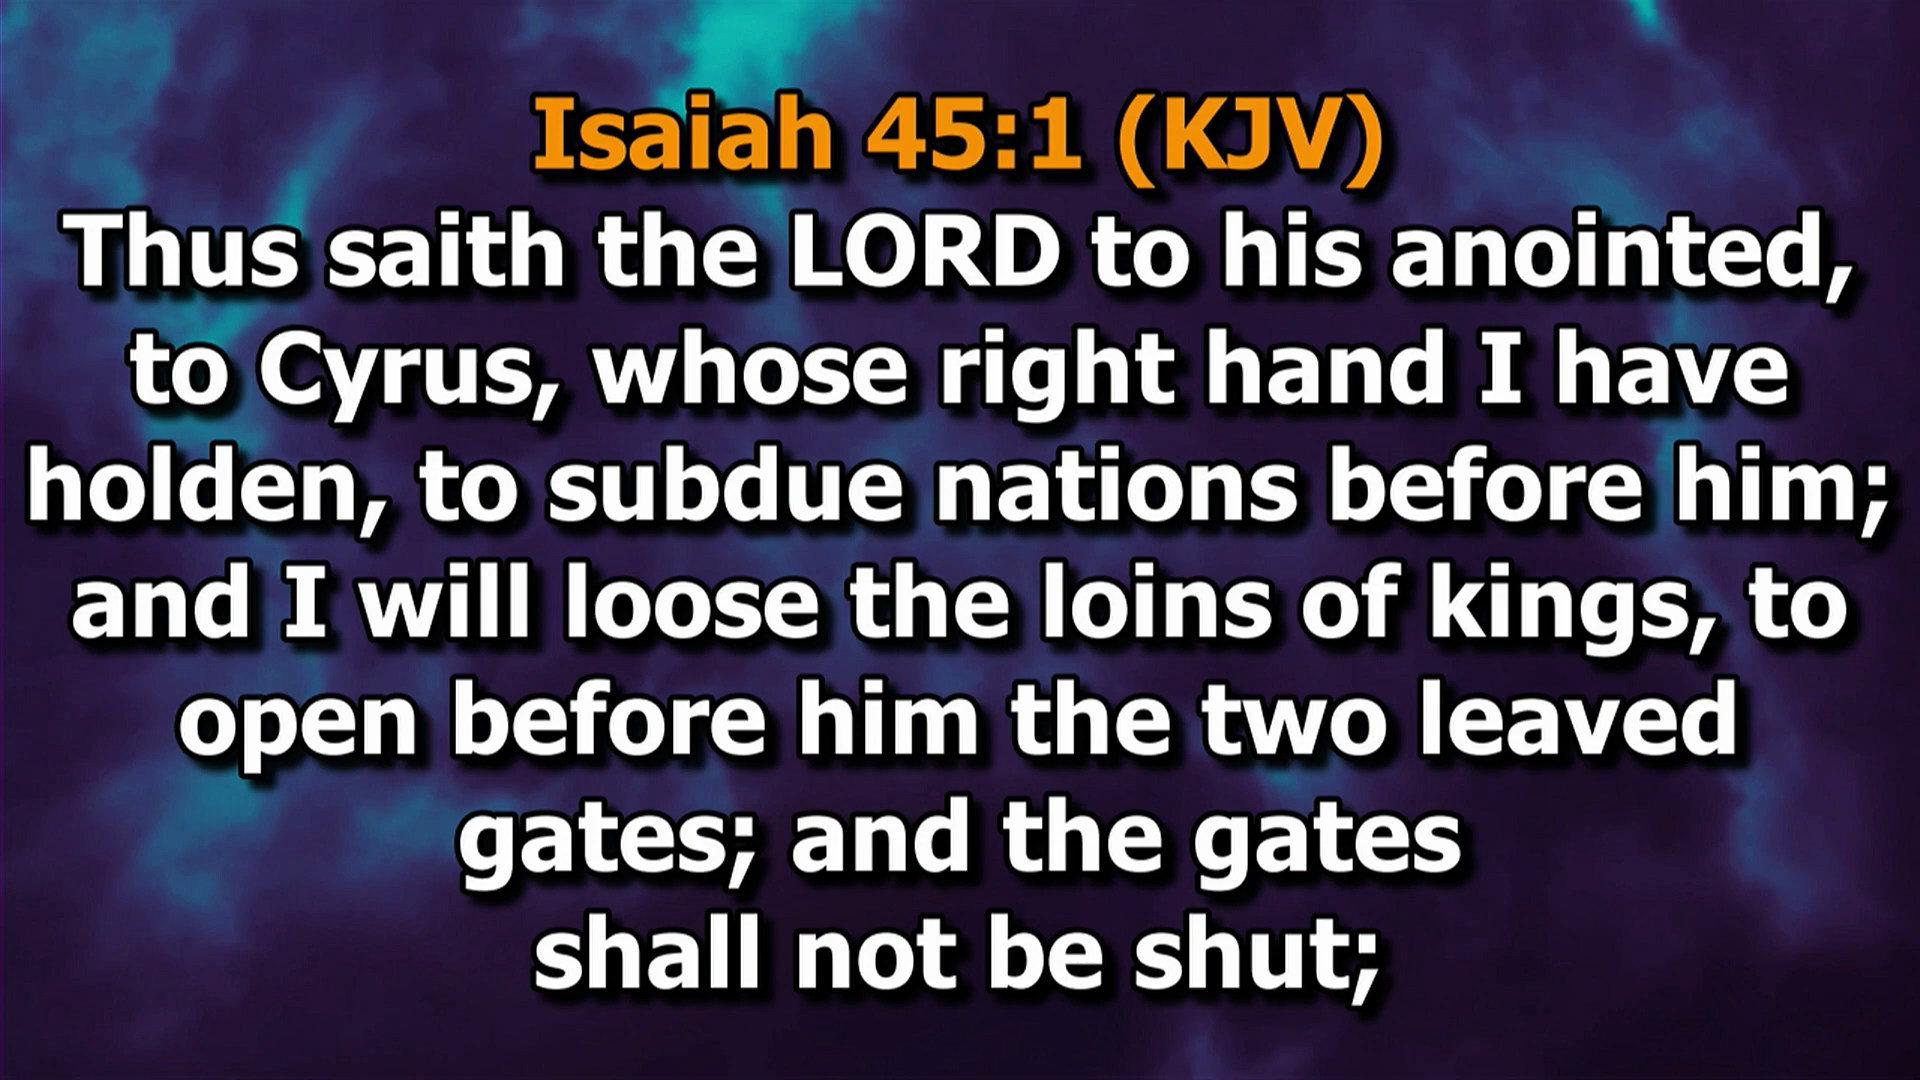 Isaiah 45:1 (KJV)
Thus saith the LORD to his anointed,
to Cyrus, whose right hand I have
holden, to subdue nations before him;
and I will loose the loins of kings, to
open before him the two leaved
gates; and the gates
shall not be shut;